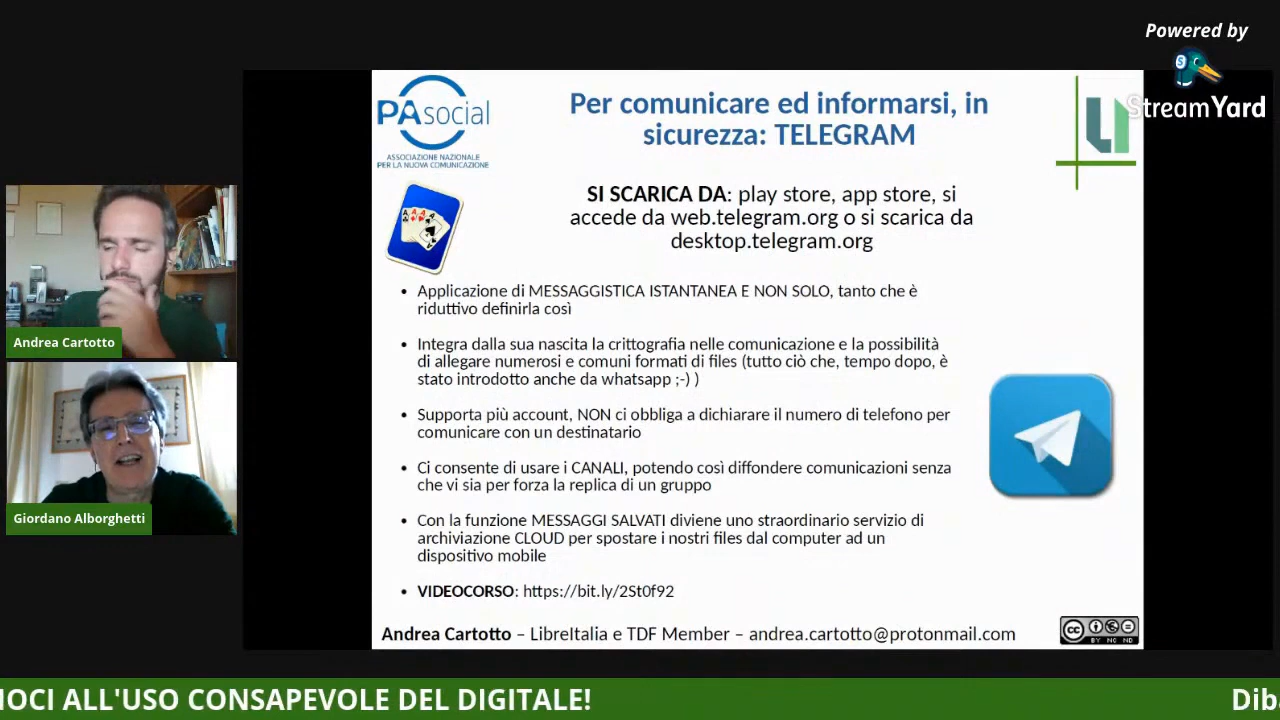 Powered by
StreamYard
PAsocial
ASSOCIAZIONE NAZIONALE
PER LA NUOVA COMUNICAZIONE
Per comunicare ed informarsi, in
sicurezza: TELEGRAM
LI
SI SCARICA DA: play store, app store, si
accede da web.telegram.org o si scarica da
desktop.telegram.org
• Applicazione di MESSAGGISTICA ISTANTANEA E NON SOLO, tanto che è
riduttivo definirla così
• Integra dalla sua nascita la crittografia nelle comunicazione e la possibilità
di allegare numerosi e comuni formati di files (tutto ciò che, tempo dopo, è
stato introdotto anche da whatsapp ;-) )
• Supporta più account, NON ci obbliga a dichiarare il numero di telefono per
comunicare con un destinatario
• Ci consente di usare i CANALI, potendo così diffondere comunicazioni senza
che vi sia per forza la replica di un gruppo
• Con la funzione MESSAGGI SALVATI diviene uno straordinario servizio di
archiviazione CLOUD per spostare i nostri files dal computer ad un
dispositivo mobile
• VIDEOCORSO: https://bit.ly/2St0f92
Andrea Cartotto – LibreItalia e TDF Member – andrea.cartotto@protonmail.com
cc
BY NC ND
Andrea Cartotto
Giordano Alborghetti
IOCI ALL'USO CONSAPEVOLE DEL DIGITALE!
Dib